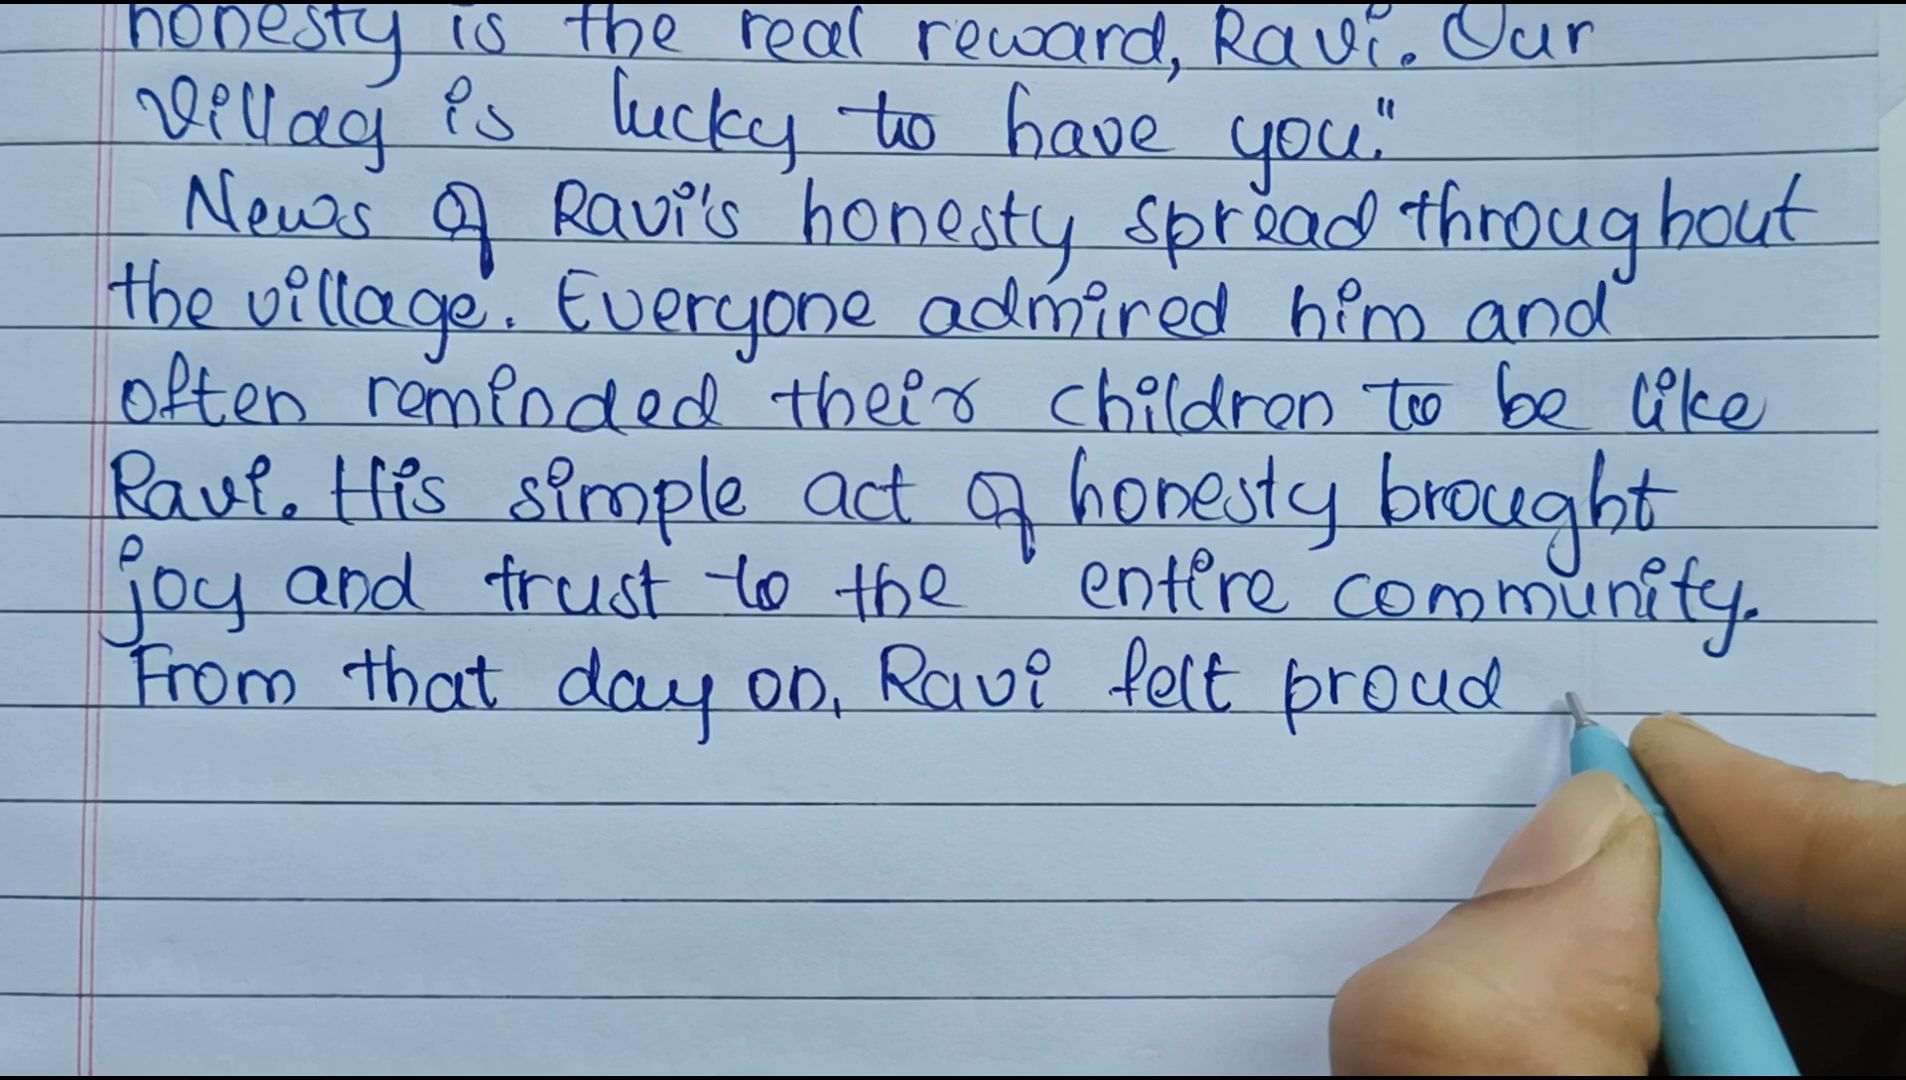 honesty is the real reward, Ravi. Our
Villag is lucky to have you."
News of Ravi's honesty spread throughout
the village. Everyone admired him and
often reminded their children to be like
Ravi. His simple act of honesty brought
joy and trust to the entire community.
From that day on, Ravi felt proud